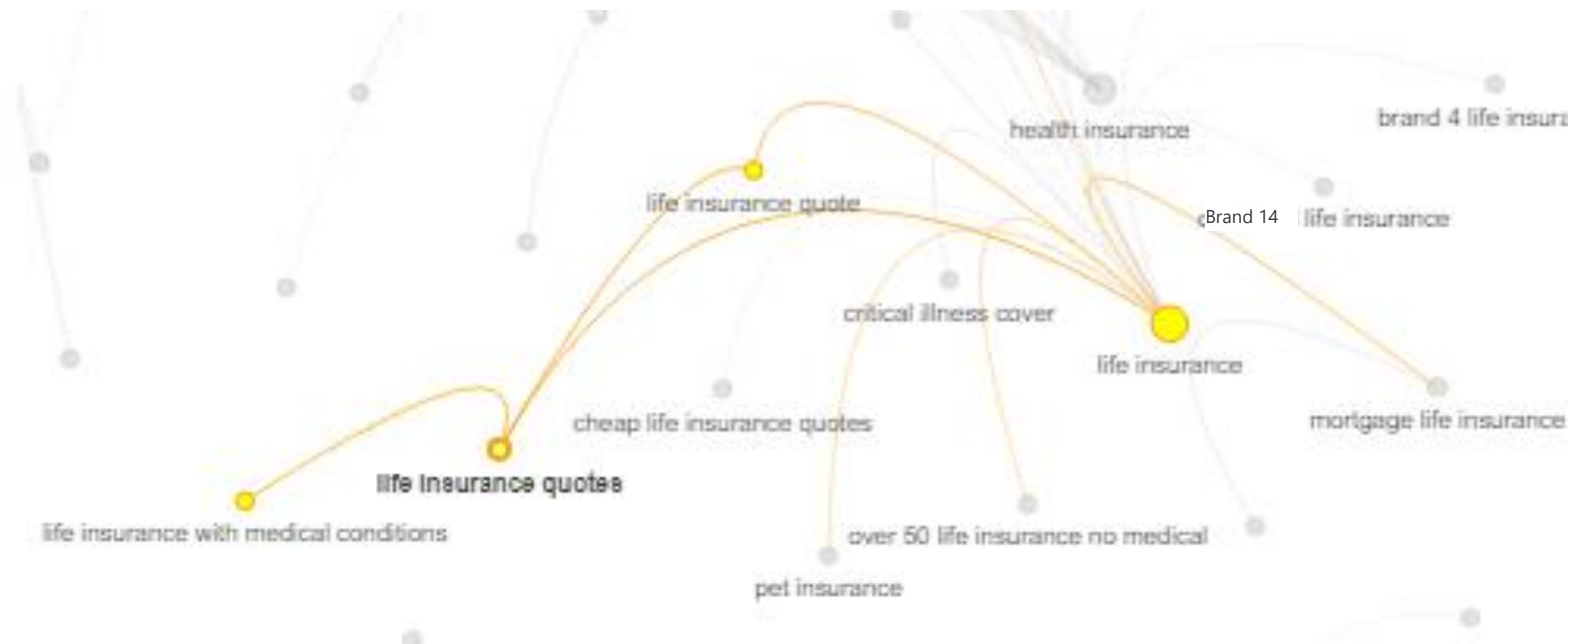 health insurance
brand 4 life insura
life insurance quote
Brand 14 life insurance
critical illness cover
life insurance
mortgage life insurance
cheap life insurance quotes
life insurance quotes
life insurance with medical conditions
over 50 life insurance no medical
pet insurance